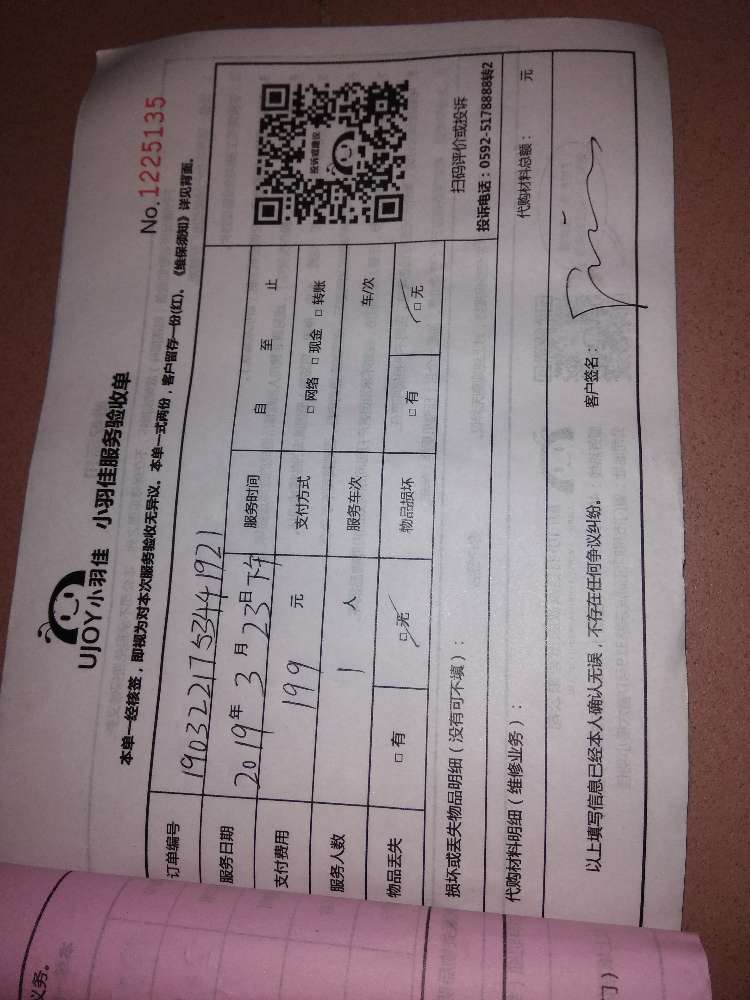 UJOY小羽佳 小羽佳服务验收单
No.1225135
本单一经核签，即视为对本次服务验收无异议。本单一式两份，客户留存一份(红)。《维保须知》详见背面。
订单编号 1903221753441921
服务日期 2019年3月23日下午 服务时间 自 至 止
支付费用 199 元 支付方式 □ 网络 □ 现金 □ 转账
服务人数 1 人 服务车次 车/次
物品丢失 □ 有 □ 无 物品损坏 □ 有 □ 无
投诉或建议
扫码评价或投诉
投诉电话：0592-5178888转2
损坏或丢失物品明细（没有可不填）：
代购材料明细（维修业务）： 代购材料总额： 元
以上填写信息已经本人确认无误，不存在任何争议纠纷。 客户签名：
义务。